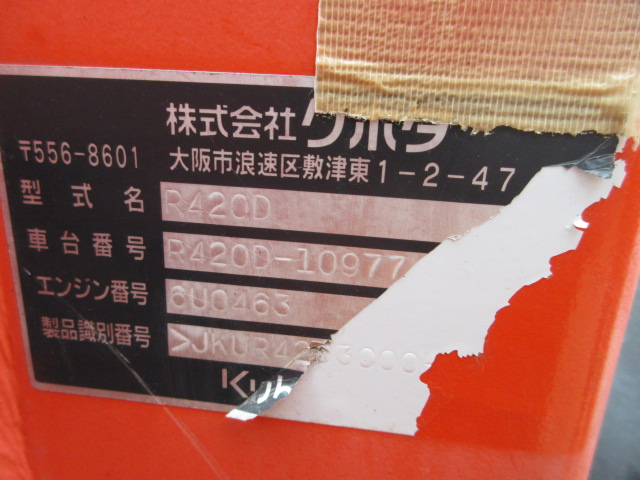 株式会社クボタ
〒556-8601 大阪市浪速区敷津東1-2-47
型式名 R420D
車台番号 R420D-10977
エンジン番号 6U0463
製品識別番号
Kub